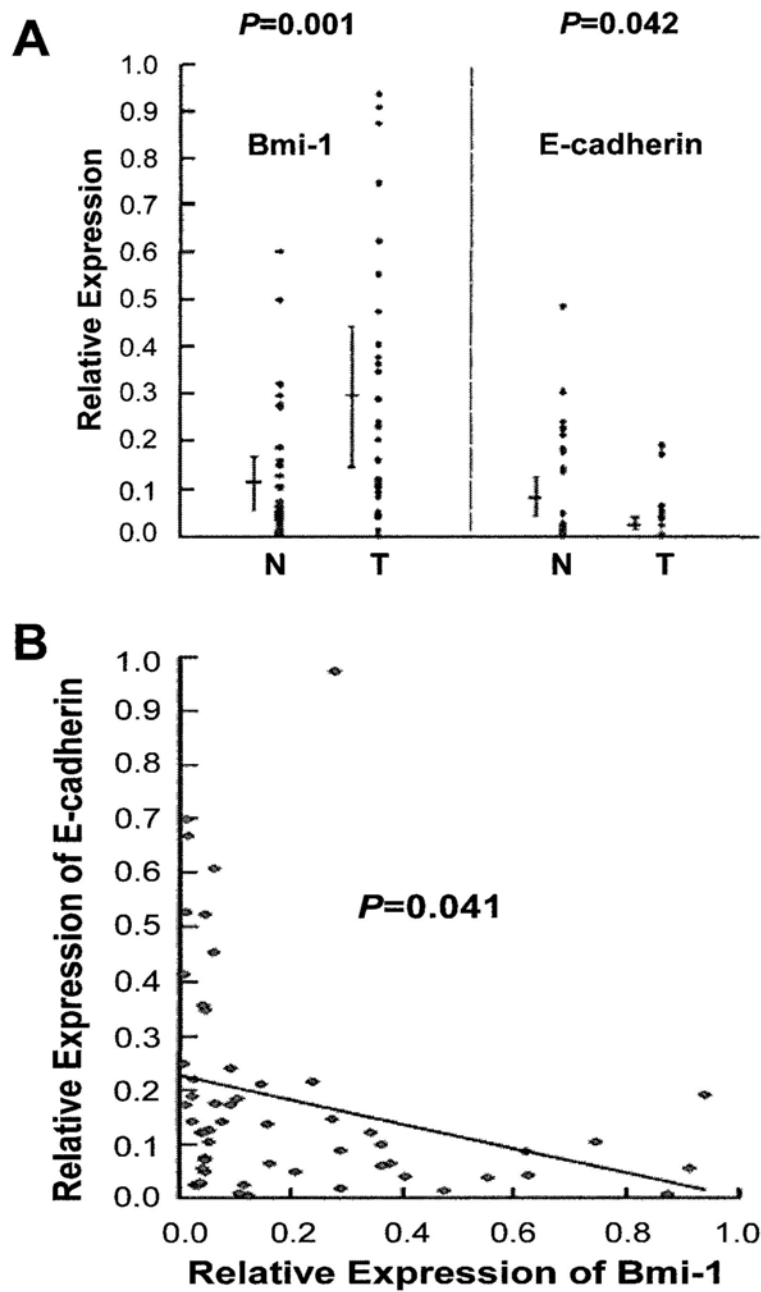 A
P=0.001 P=0.042
1.0
0.9
Bmi-1 E-cadherin
0.8
0.7
0.6
0.5
0.4
0.3
0.2
0.1
0.0
Relative Expression
N T N T
B
1.0
0.9
0.8
0.7
0.6
P=0.041
0.5
0.4
0.3
0.2
0.1
0.0
Relative Expression of E-cadherin
0.0 0.2 0.4 0.6 0.8 1.0
Relative Expression of Bmi-1